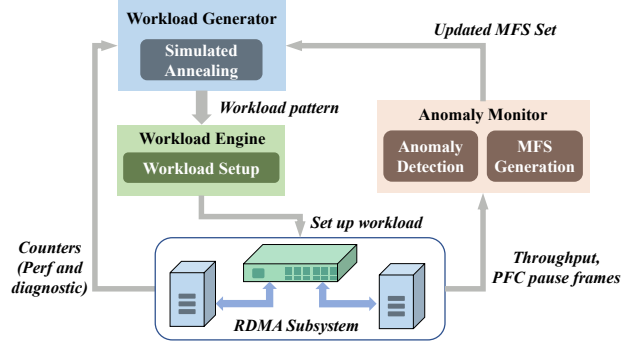 Workload Generator
Simulated
Annealing
Updated MFS Set
Workload pattern
Anomaly Monitor
Anomaly
Detection
MFS
Generation
Workload Engine
Workload Setup
Set up workload
Counters
(Perf and
diagnostic)
Throughput,
PFC pause frames
RDMA Subsystem